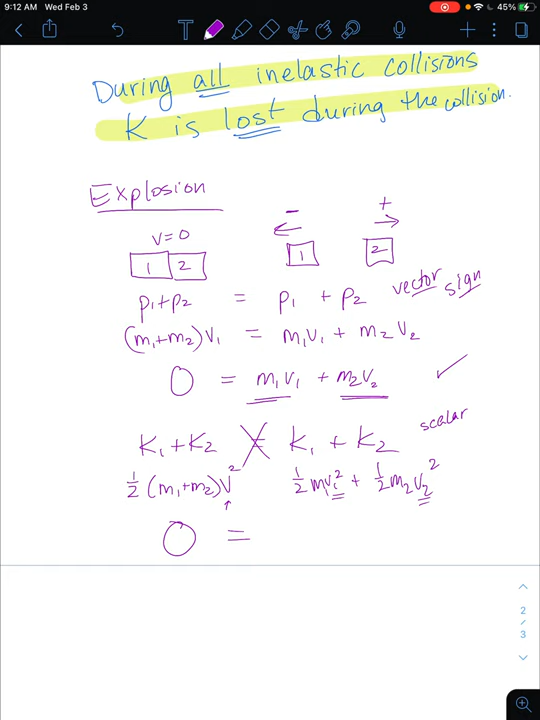 9:12 AM Wed Feb 3
45%
During all inelastic collisions
K is lost during the collision.
Explosion
v=0
- +
1 2 1 2
p₁+p₂ = p₁ + p₂ vector sign
(m₁+m₂)v₁ = m₁v₁ + m₂v₂
0 = m₁v₁ + m₂v₂ ✓
scalar
K₁+K₂ = K₁ + K₂
½(m₁+m₂)v² ½m₁v₁² + ½m₂v₂²
0 =
2
/
3